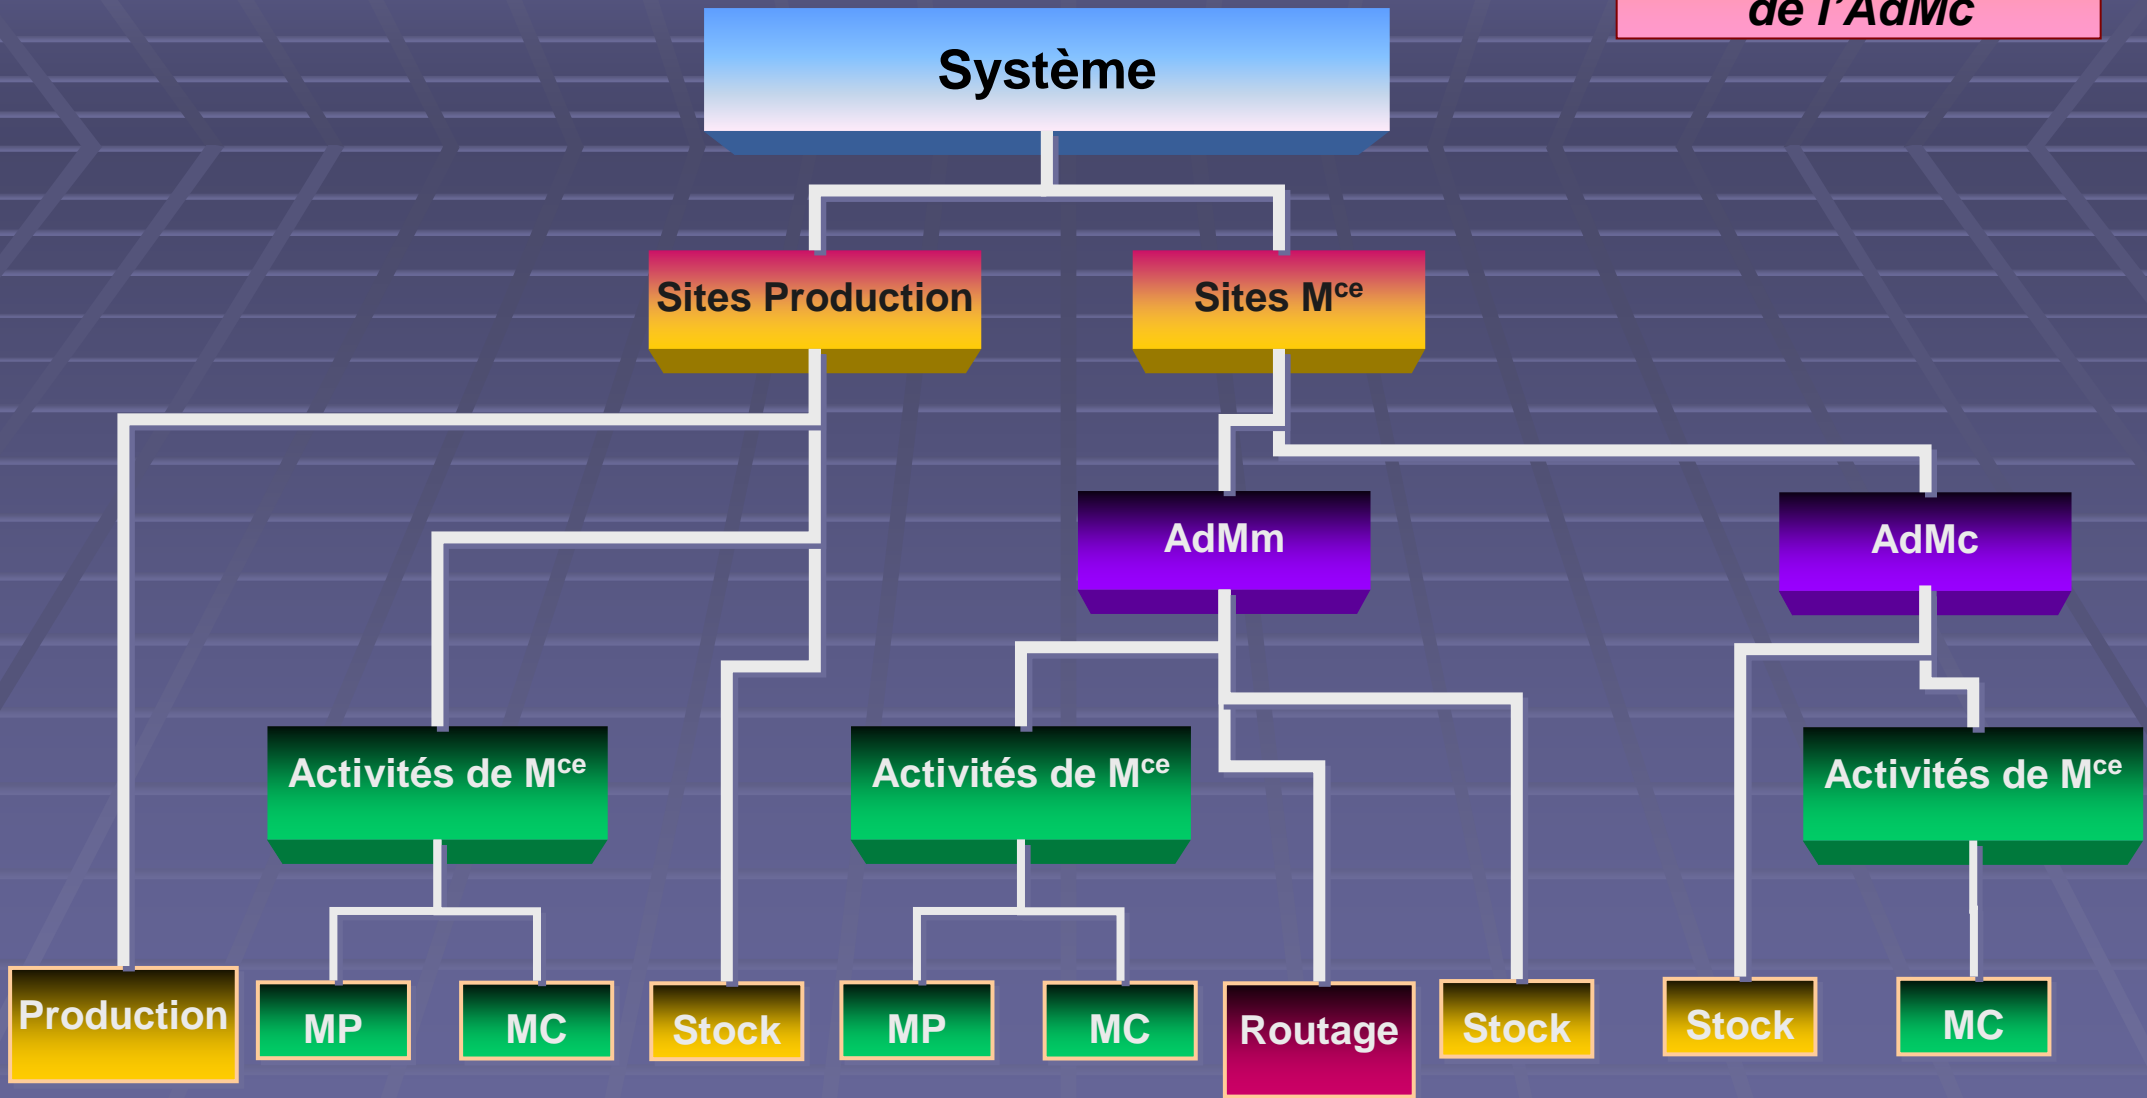 de l’AdMc
Système
Sites Production
Sites Mce
AdMm
AdMc
Activités de Mce
Activités de Mce
Activités de Mce
Production
MP
MC
Stock
MP
MC
Routage
Stock
Stock
MC